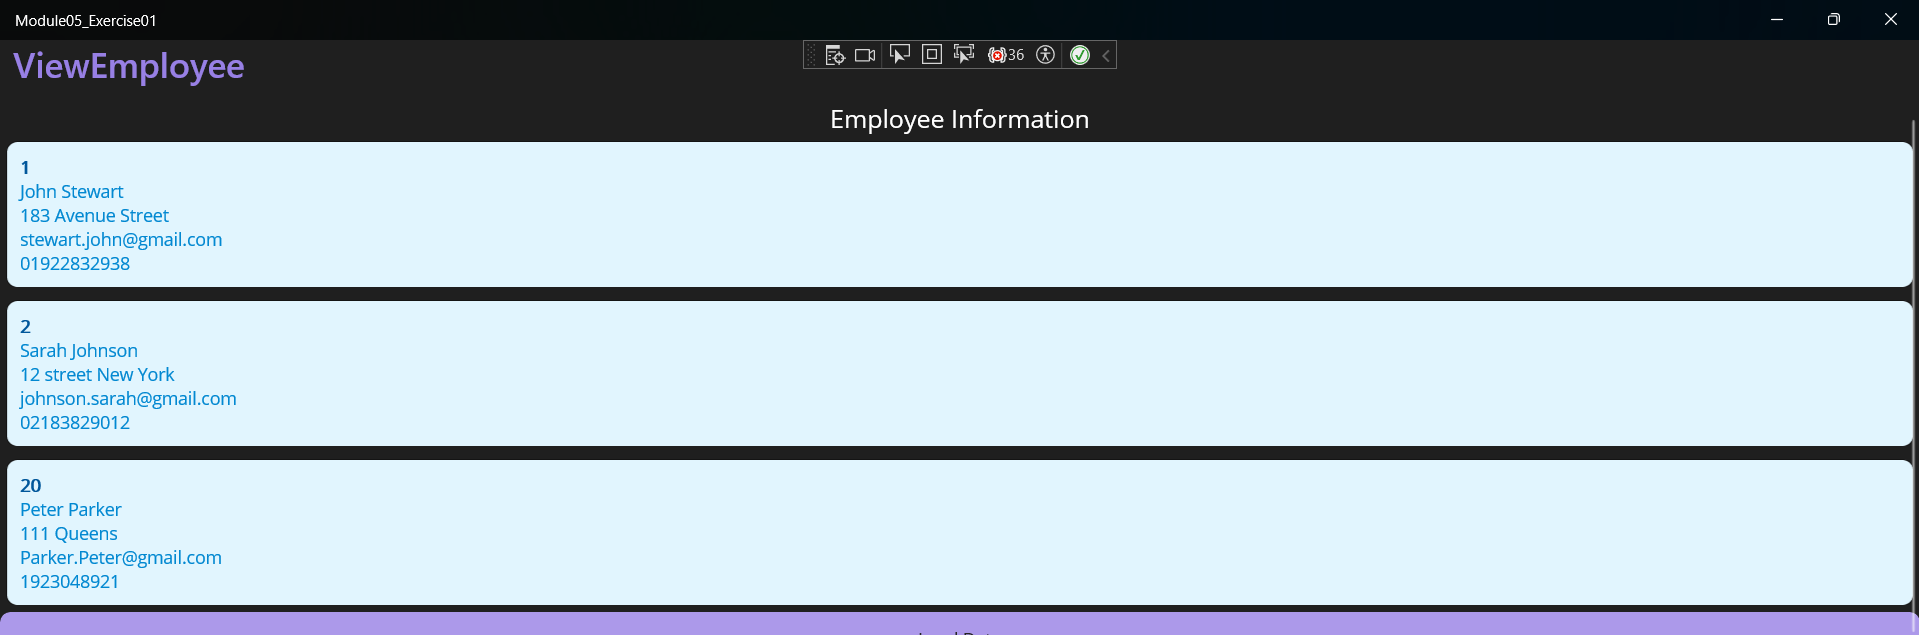 Module05_Exercise01
ViewEmployee
36
Employee Information
1
John Stewart
183 Avenue Street
stewart.john@gmail.com
01922832938
2
Sarah Johnson
12 street New York
johnson.sarah@gmail.com
02183829012
20
Peter Parker
111 Queens
Parker.Peter@gmail.com
1923048921